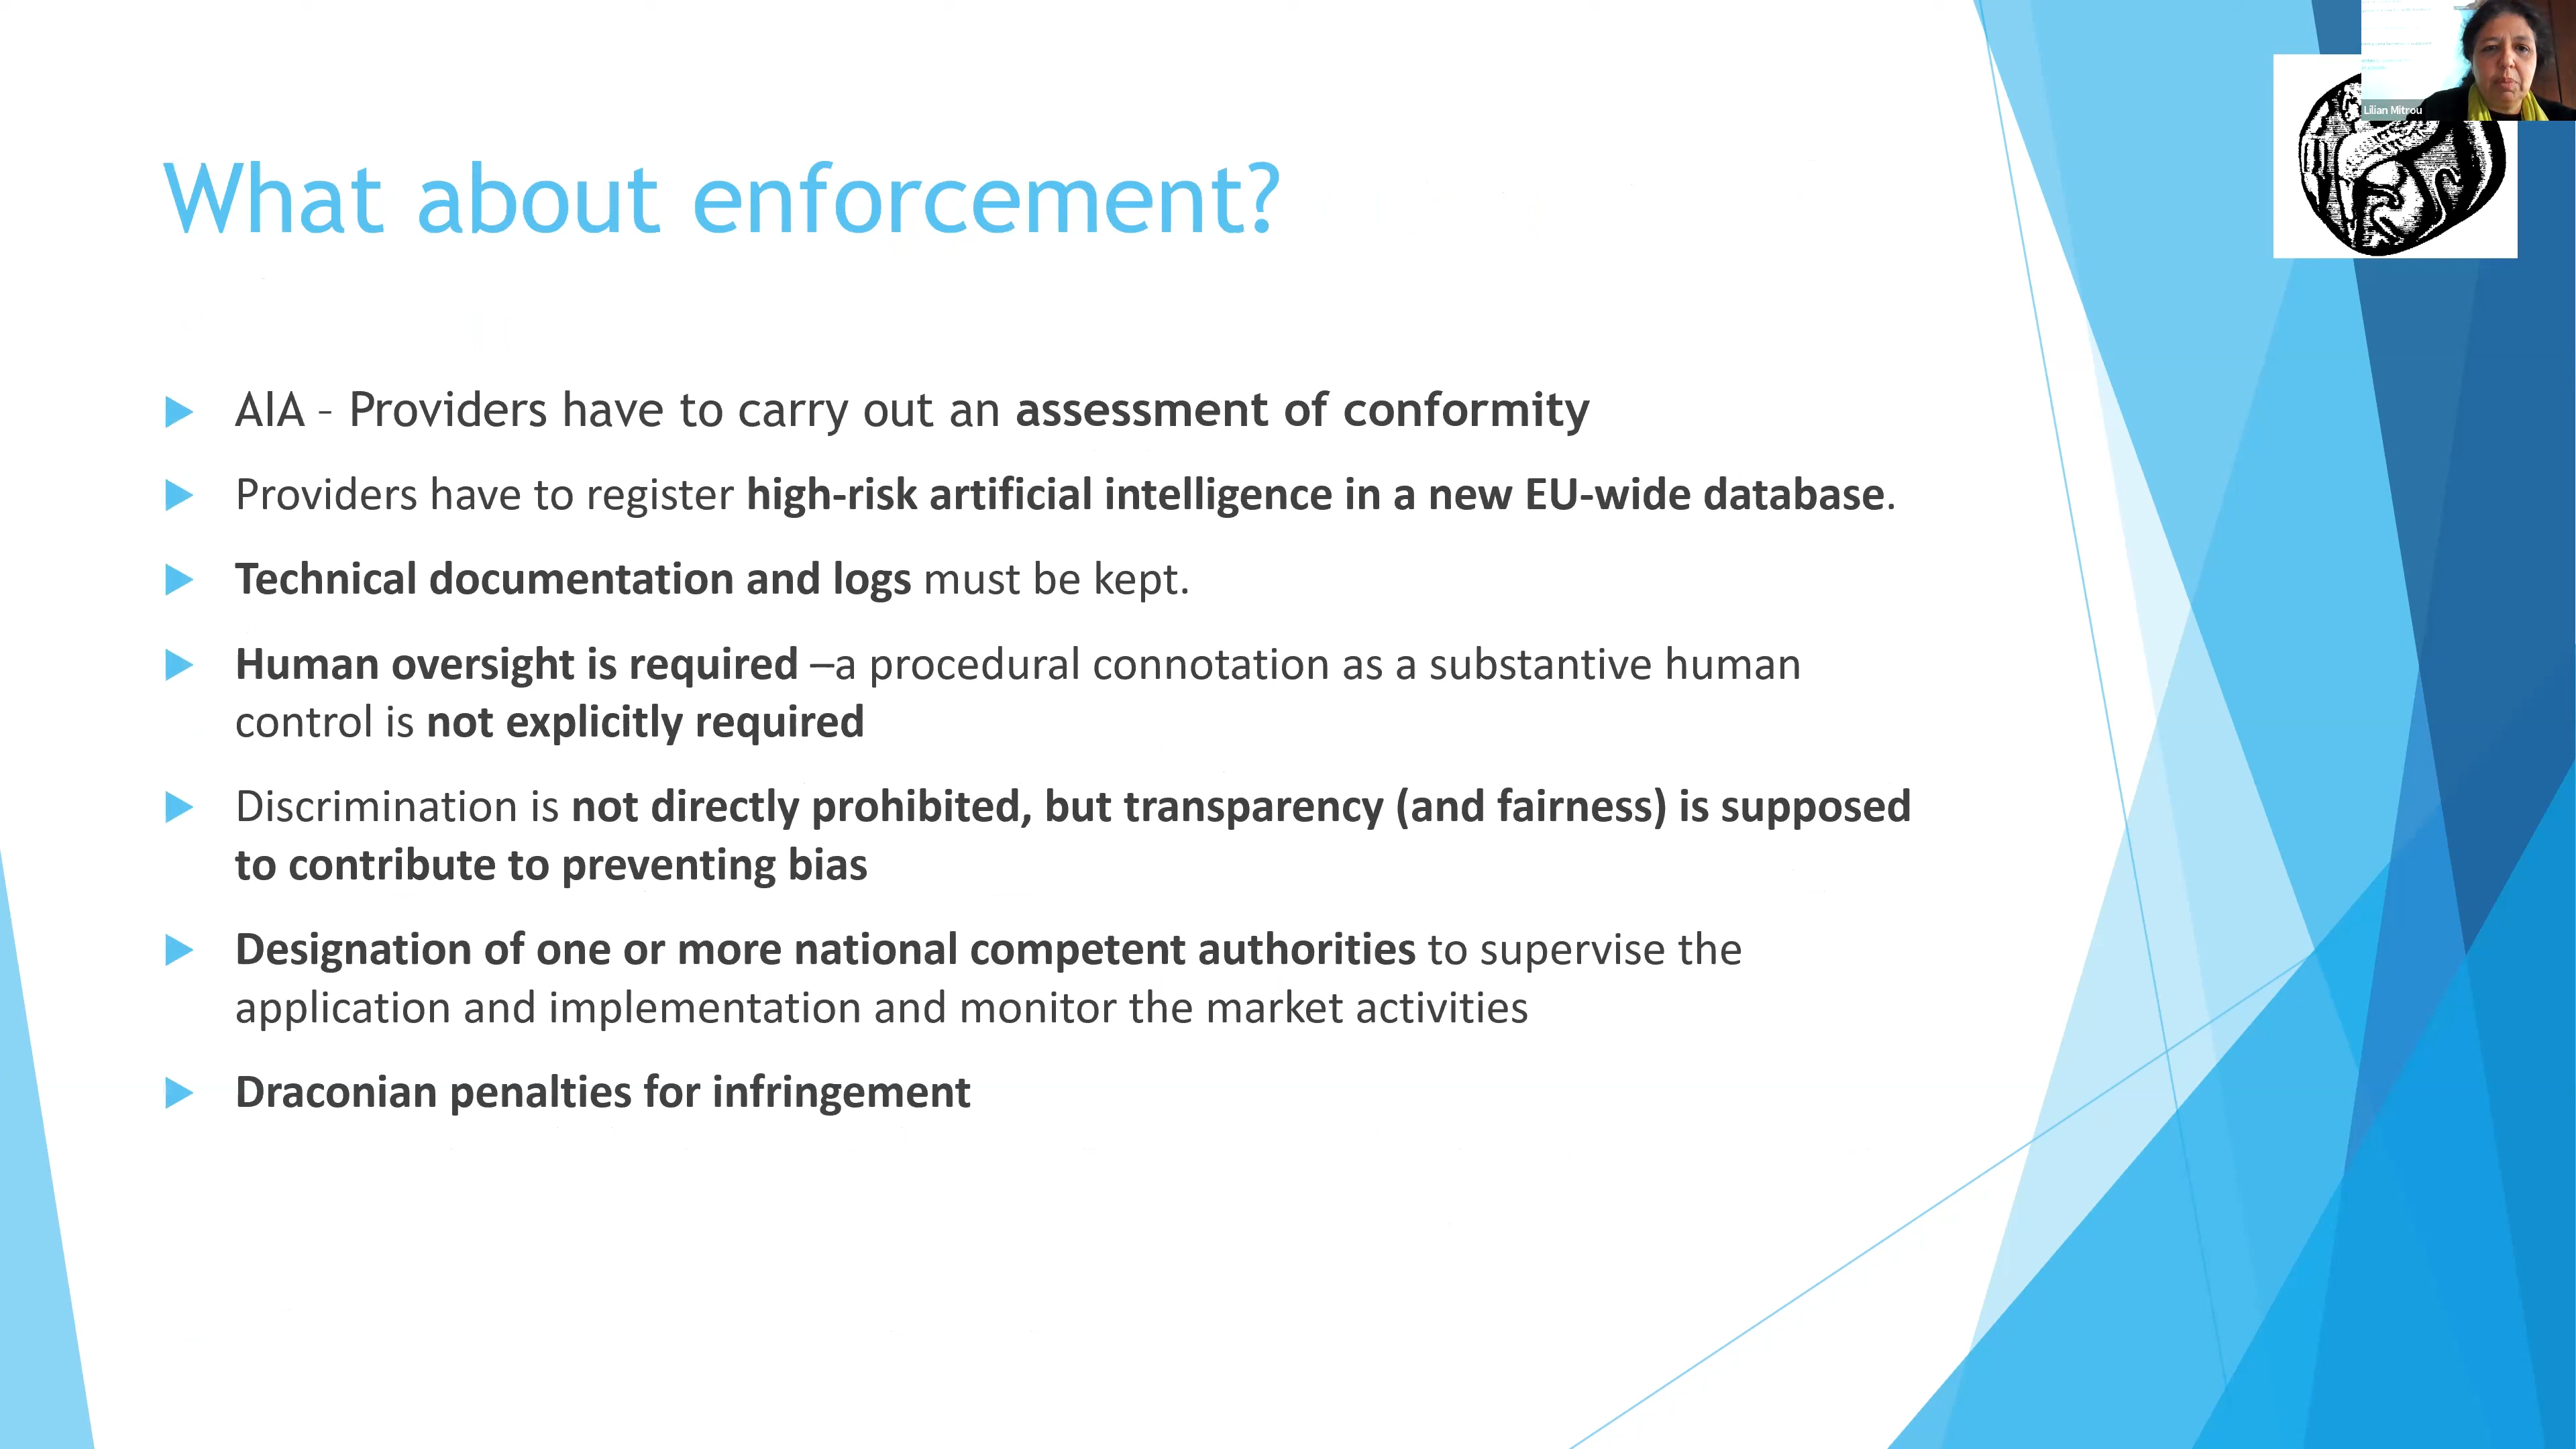 Lilian Mitrou
What about enforcement?
AIA – Providers have to carry out an assessment of conformity
Providers have to register high-risk artificial intelligence in a new EU-wide database.
Technical documentation and logs must be kept.
Human oversight is required –a procedural connotation as a substantive human
control is not explicitly required
Discrimination is not directly prohibited, but transparency (and fairness) is supposed
to contribute to preventing bias
Designation of one or more national competent authorities to supervise the
application and implementation and monitor the market activities
Draconian penalties for infringement